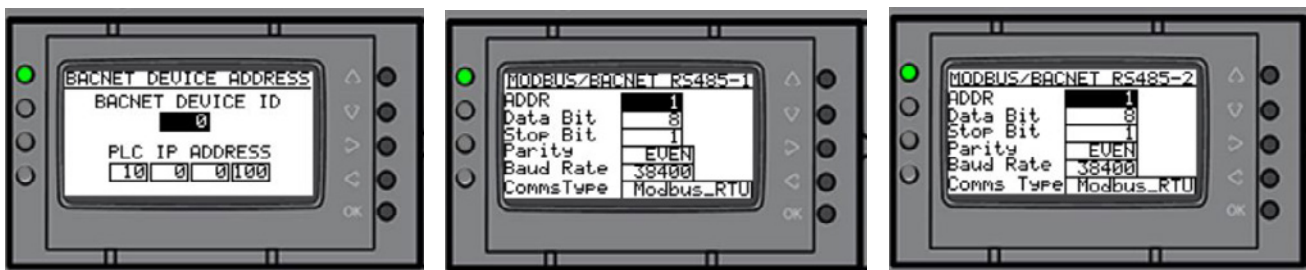 BACNET DEVICE ADDRESS
BACNET DEVICE ID
0
PLC IP ADDRESS
10 0 0 100
OK
MODBUS/BACNET RS485-1
ADDR 1
Data Bit 8
Stop Bit 1
Parity EVEN
Baud Rate 38400
CommsType Modbus_RTU
OK
MODBUS/BACNET RS485-2
ADDR 1
Data Bit 8
Stop Bit 1
Parity EVEN
Baud Rate 38400
Comms Type Modbus_RTU
OK